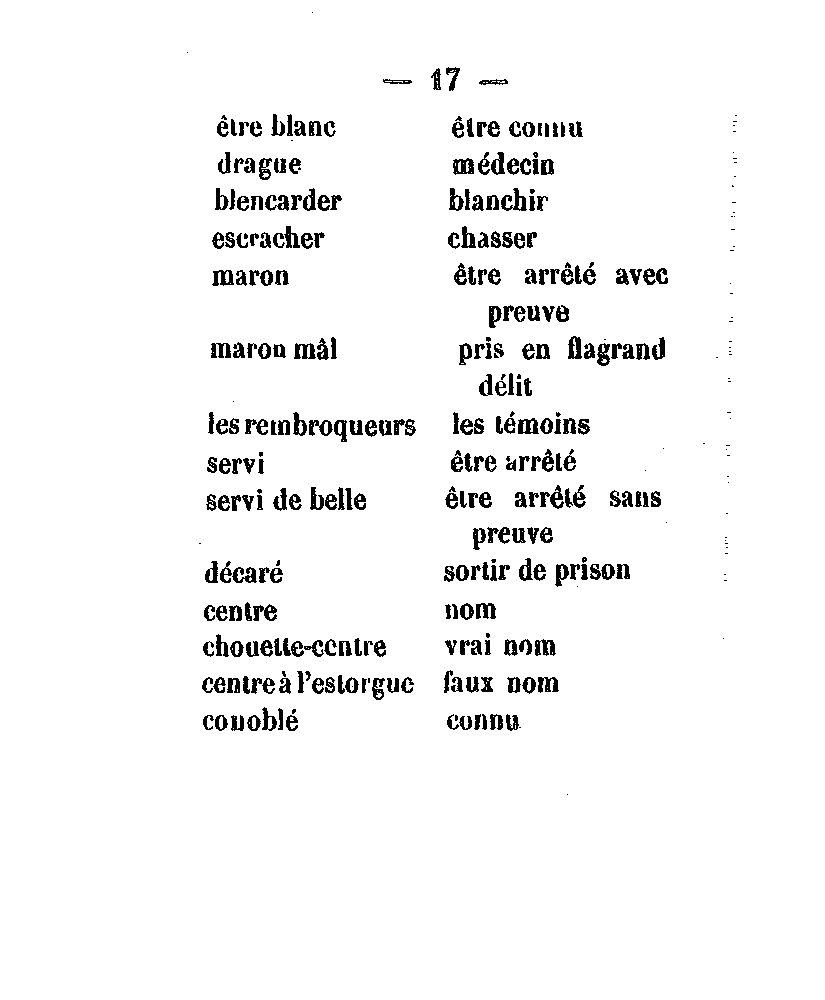 — 17 —
être blanc être connu
drague médecin
blencarder blanchir
escracher chasser
maron être arrêté avec
preuve
maron mâl pris en flagrand
délit
les rembroqueurs les témoins
servi être arrêté
servi de belle être arrêté sans
preuve
décaré sortir de prison
centre nom
chouette-centre vrai nom
centre à l'estorgue faux nom
conoblé connu